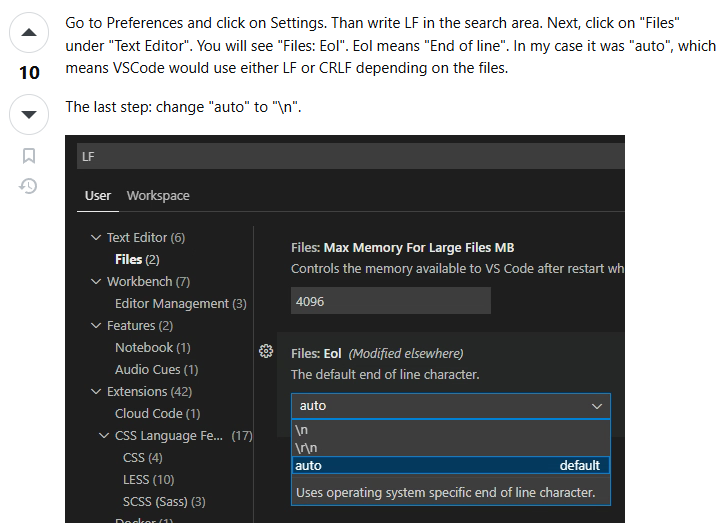 Go to Preferences and click on Settings. Than write LF in the search area. Next, click on "Files"
under "Text Editor". You will see "Files: Eol". Eol means "End of line". In my case it was "auto", which
means VSCode would use either LF or CRLF depending on the files.
10
The last step: change "auto" to "\n".
LF
User Workspace
Text Editor (6)
Files (2)
Workbench (7)
Editor Management (3)
Features (2)
Notebook (1)
Audio Cues (1)
Extensions (42)
Cloud Code (1)
CSS Language Fe... (17)
CSS (4)
LESS (10)
SCSS (Sass) (3)
Docker (1)
Files: Max Memory For Large Files MB
Controls the memory available to VS Code after restart wh
4096
Files: Eol (Modified elsewhere)
The default end of line character.
auto
\n
\r\n
auto default
Uses operating system specific end of line character.